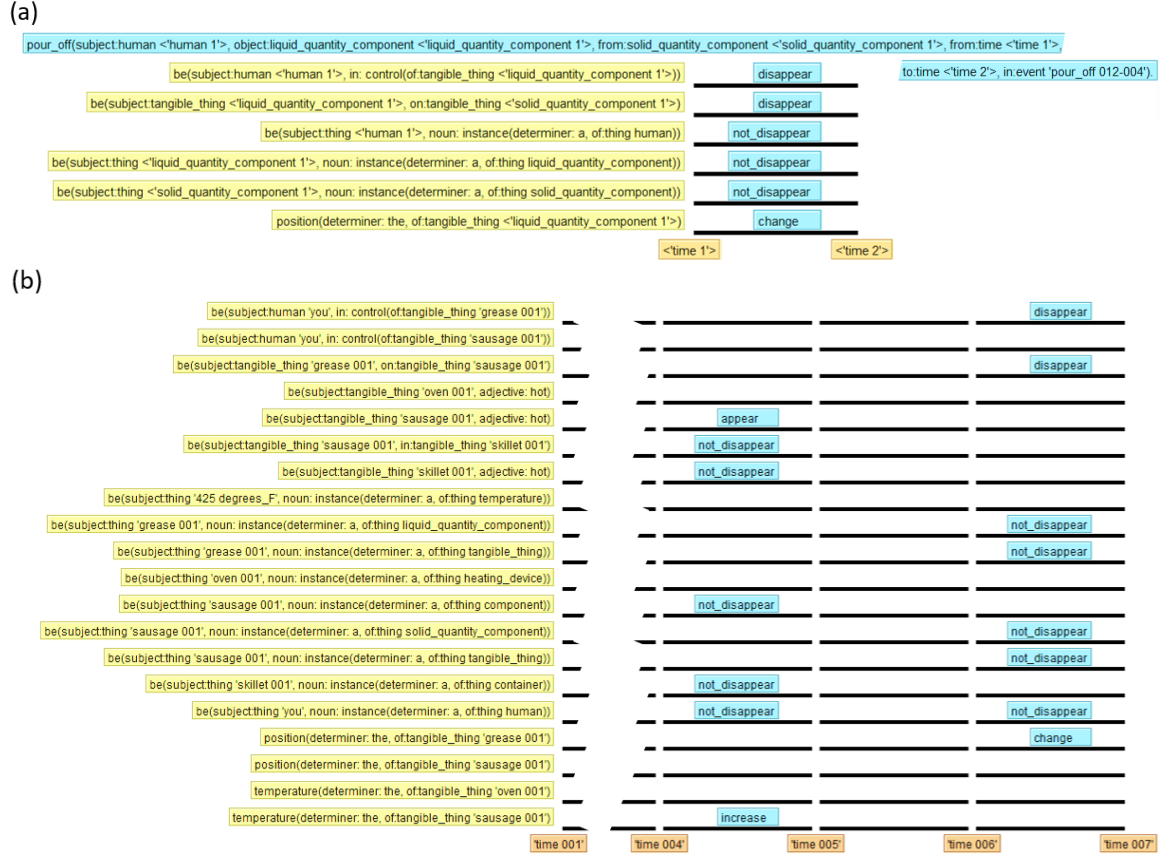 (a)
pour_off(subject:human <'human 1'>, object:liquid_quantity_component <'liquid_quantity_component 1'>, from:solid_quantity_component <'solid_quantity_component 1'>, from:time <'time 1'>,
to:time <'time 2'>, in:event 'pour_off 012-004').
be(subject:human <'human 1'>, in: control(of:tangible_thing <'liquid_quantity_component 1'>)) disappear
be(subject:tangible_thing <'liquid_quantity_component 1'>, on:tangible_thing <'solid_quantity_component 1'>) disappear
be(subject:thing <'human 1'>, noun: instance(determiner: a, of:thing human)) not_disappear
be(subject:thing <'liquid_quantity_component 1'>, noun: instance(determiner: a, of:thing liquid_quantity_component)) not_disappear
be(subject:thing <'solid_quantity_component 1'>, noun: instance(determiner: a, of:thing solid_quantity_component)) not_disappear
position(determiner: the, of:tangible_thing <'liquid_quantity_component 1'>) change
<'time 1'> <'time 2'>
(b)
be(subject:human 'you', in: control(of:tangible_thing 'grease 001')) disappear
be(subject:human 'you', in: control(of:tangible_thing 'sausage 001'))
be(subject:tangible_thing 'grease 001', on:tangible_thing 'sausage 001') disappear
be(subject:tangible_thing 'oven 001', adjective: hot)
be(subject:tangible_thing 'sausage 001', adjective: hot) appear
be(subject:tangible_thing 'sausage 001', in:tangible_thing 'skillet 001') not_disappear
be(subject:tangible_thing 'skillet 001', adjective: hot) not_disappear
be(subject:thing '425 degrees_F', noun: instance(determiner: a, of:thing temperature))
be(subject:thing 'grease 001', noun: instance(determiner: a, of:thing liquid_quantity_component)) not_disappear
be(subject:thing 'grease 001', noun: instance(determiner: a, of:thing tangible_thing)) not_disappear
be(subject:thing 'oven 001', noun: instance(determiner: a, of:thing heating_device))
be(subject:thing 'sausage 001', noun: instance(determiner: a, of:thing component)) not_disappear
be(subject:thing 'sausage 001', noun: instance(determiner: a, of:thing solid_quantity_component)) not_disappear
be(subject:thing 'sausage 001', noun: instance(determiner: a, of:thing tangible_thing)) not_disappear
be(subject:thing 'skillet 001', noun: instance(determiner: a, of:thing container)) not_disappear
be(subject:thing 'you', noun: instance(determiner: a, of:thing human)) not_disappear not_disappear
position(determiner: the, of:tangible_thing 'grease 001') change
position(determiner: the, of:tangible_thing 'sausage 001')
temperature(determiner: the, of:tangible_thing 'oven 001')
temperature(determiner: the, of:tangible_thing 'sausage 001') increase
'time 001' 'time 004' 'time 005' 'time 006' 'time 007'